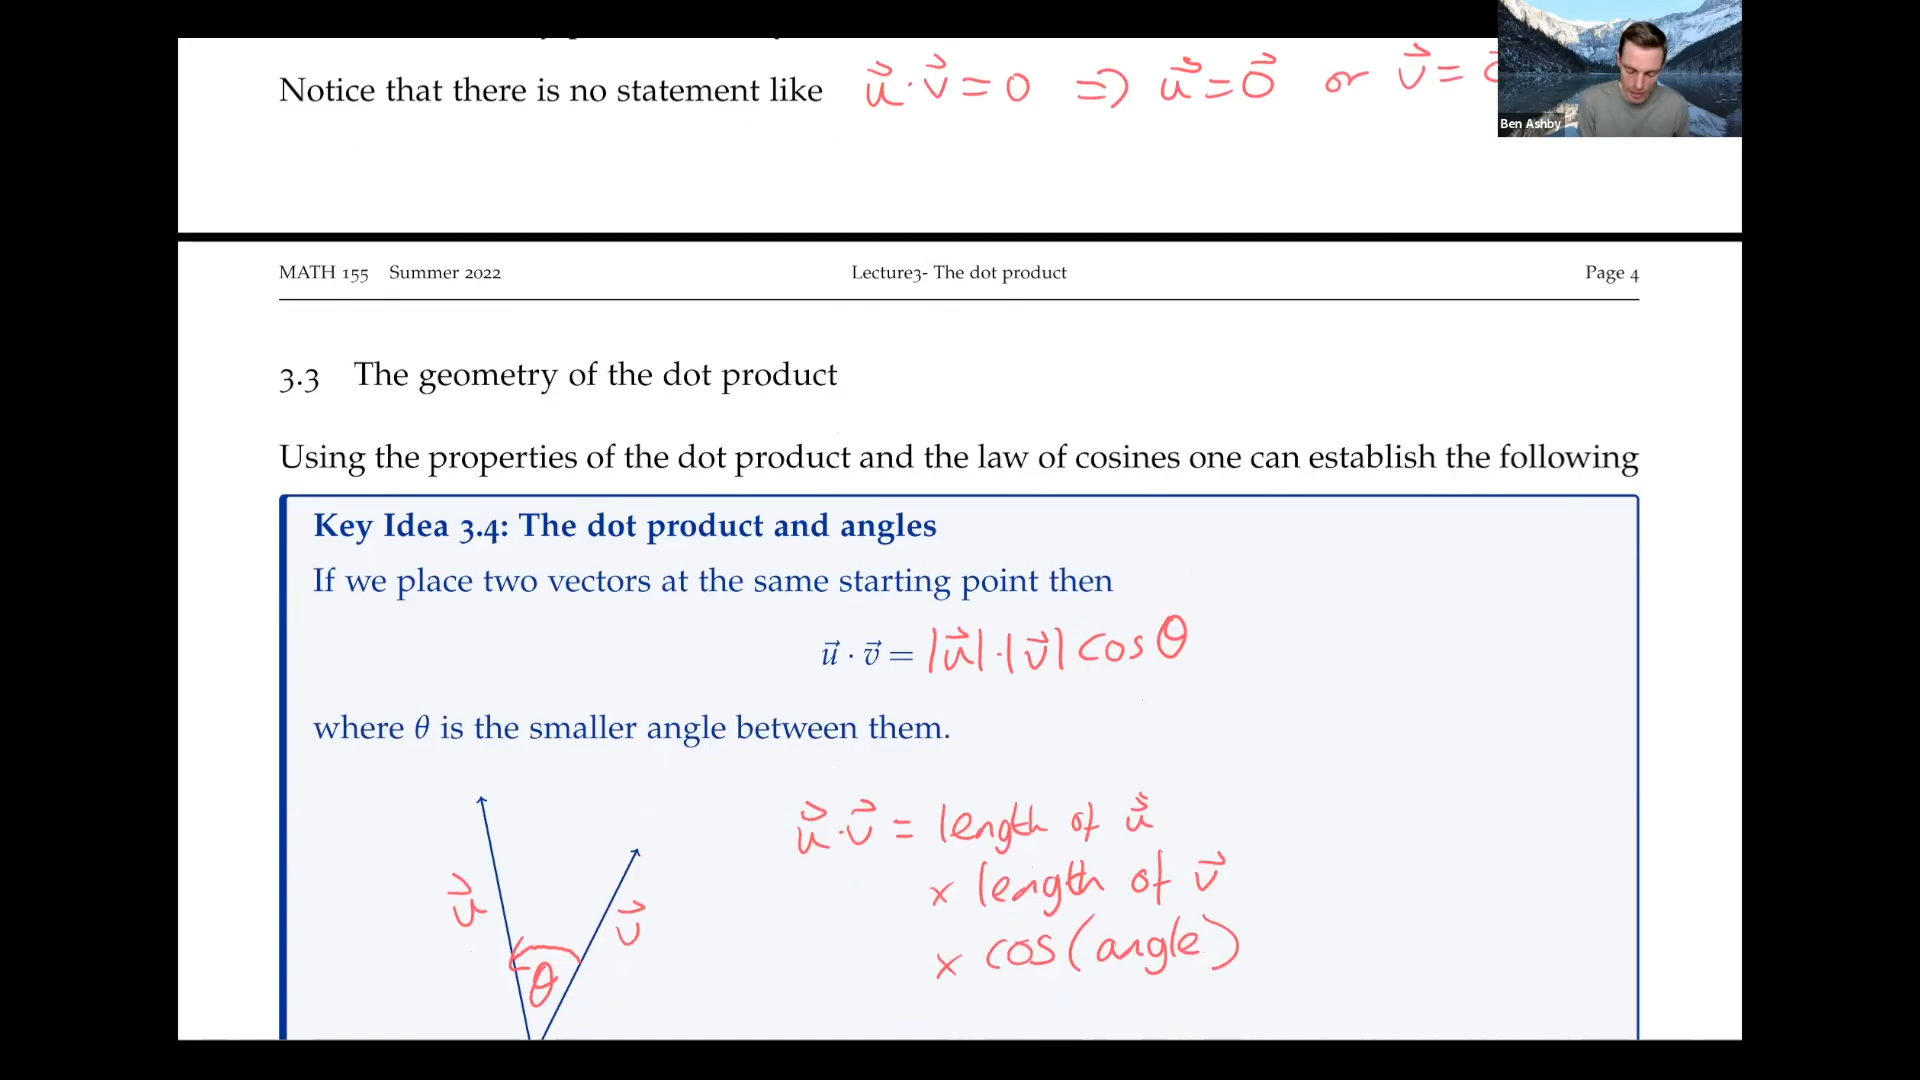 Notice that there is no statement like u⃗ · v⃗ = 0 ⇒ u⃗ = 0⃗ or v⃗ =
Ben Ashby
MATH 155 Summer 2022 Lecture3- The dot product Page 4
3.3 The geometry of the dot product
Using the properties of the dot product and the law of cosines one can establish the following
Key Idea 3.4: The dot product and angles
If we place two vectors at the same starting point then
u⃗ · v⃗ = |u⃗| · |v⃗| cos θ
where θ is the smaller angle between them.
u⃗ · v⃗ = length of u⃗
× length of v⃗
× cos(angle)
u⃗
v⃗
θ